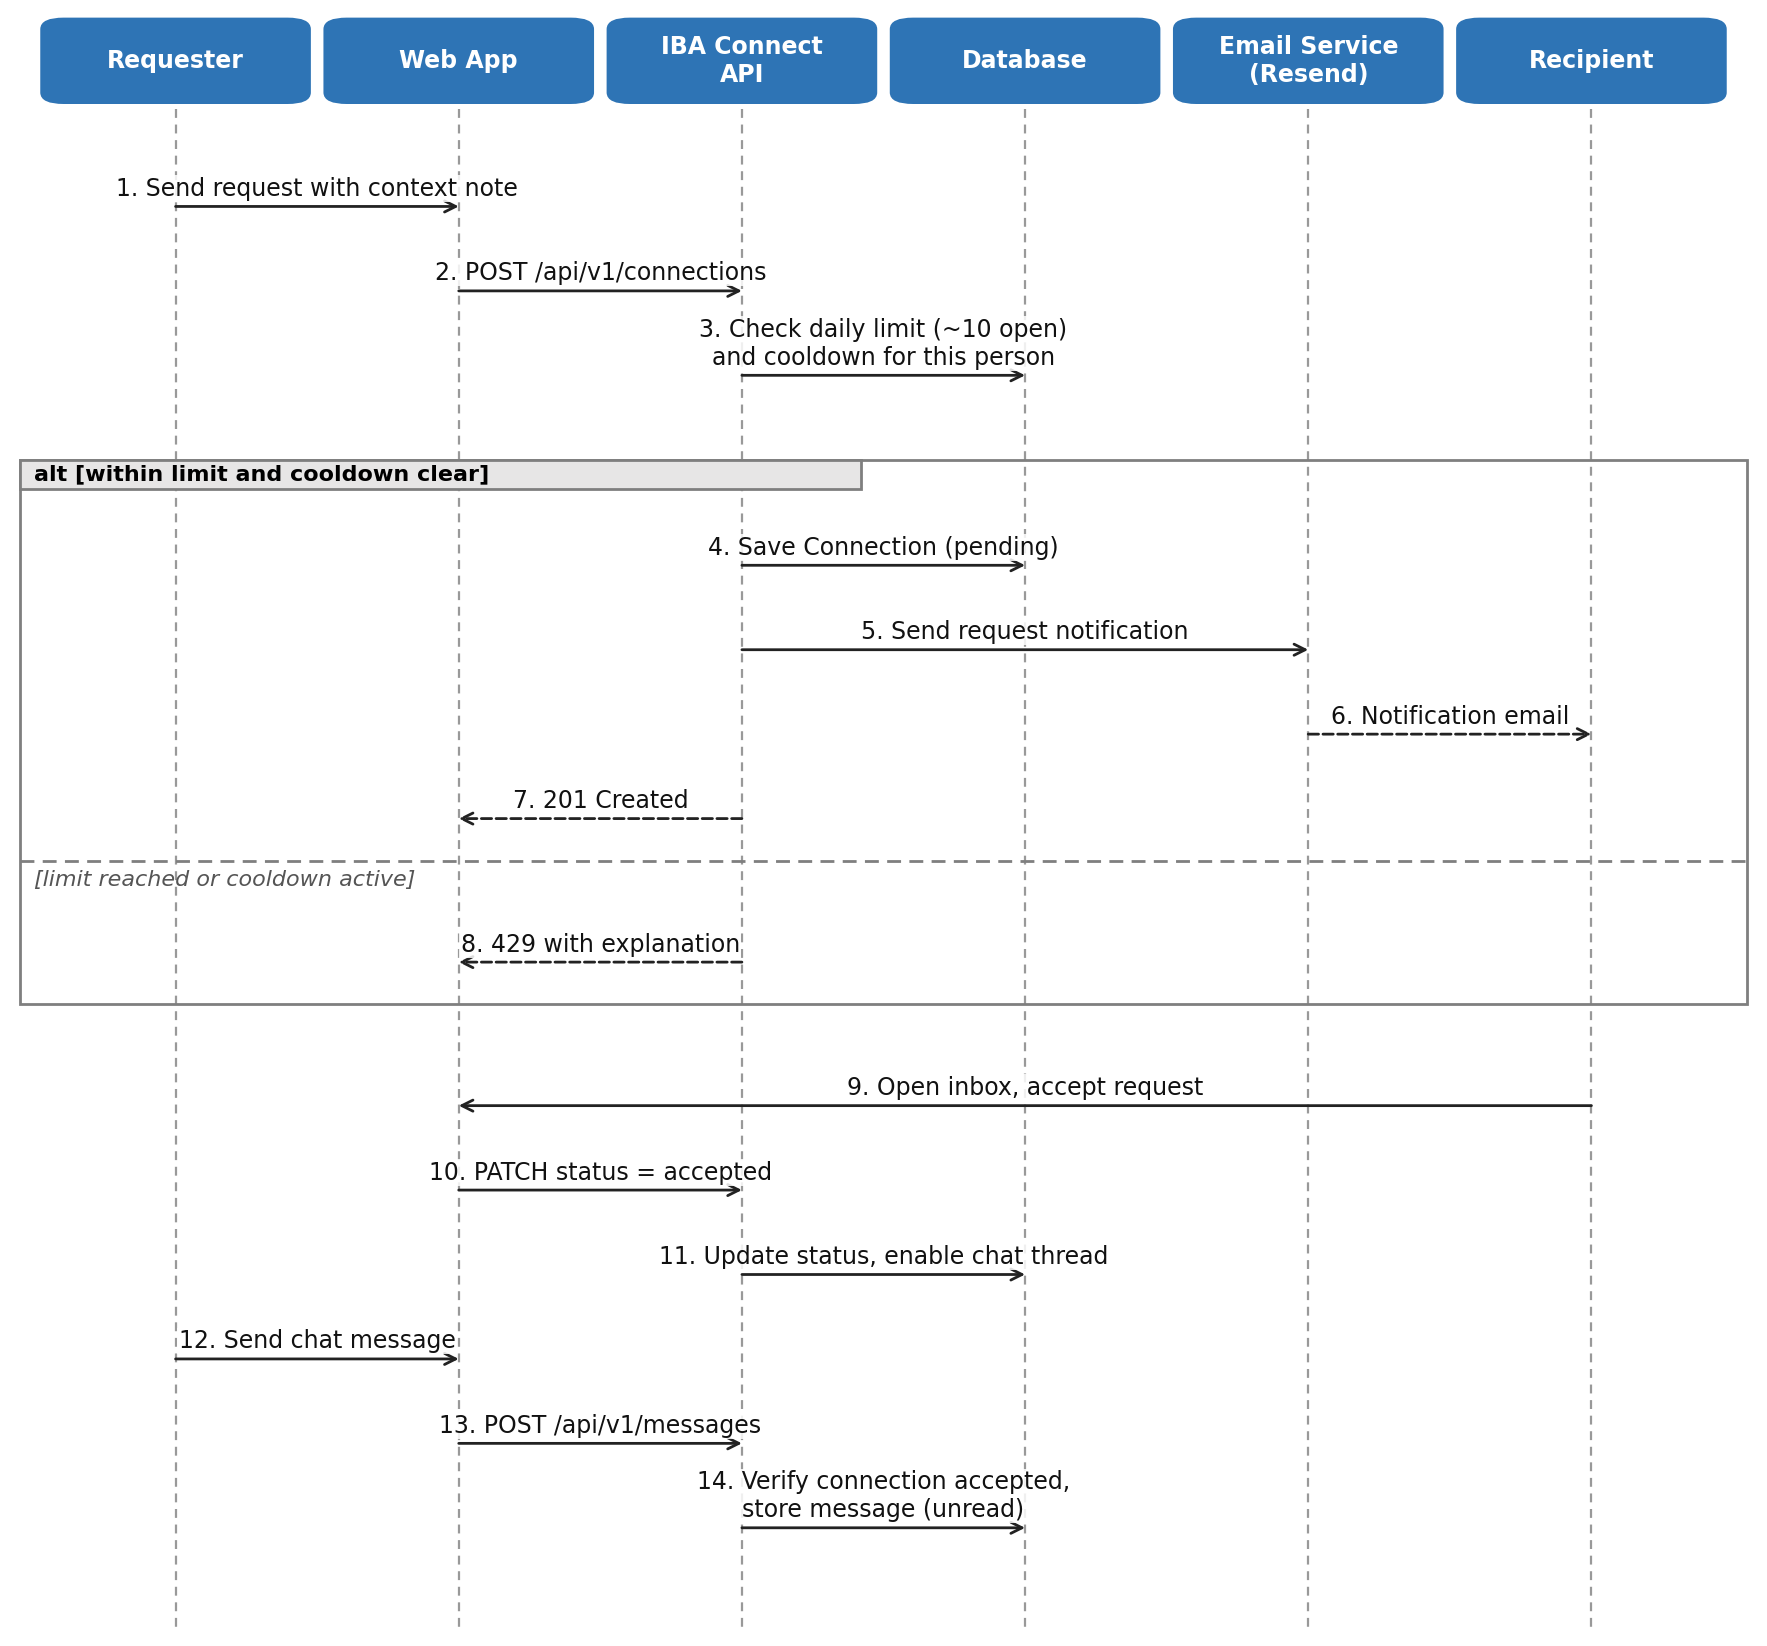 Requester
Web App
IBA Connect
API
Database
Email Service
(Resend)
Recipient
1. Send request with context note
2. POST /api/v1/connections
3. Check daily limit (~10 open)
and cooldown for this person
alt [within limit and cooldown clear]
4. Save Connection (pending)
5. Send request notification
6. Notification email
7. 201 Created
[limit reached or cooldown active]
8. 429 with explanation
9. Open inbox, accept request
10. PATCH status = accepted
11. Update status, enable chat thread
12. Send chat message
13. POST /api/v1/messages
14. Verify connection accepted,
store message (unread)